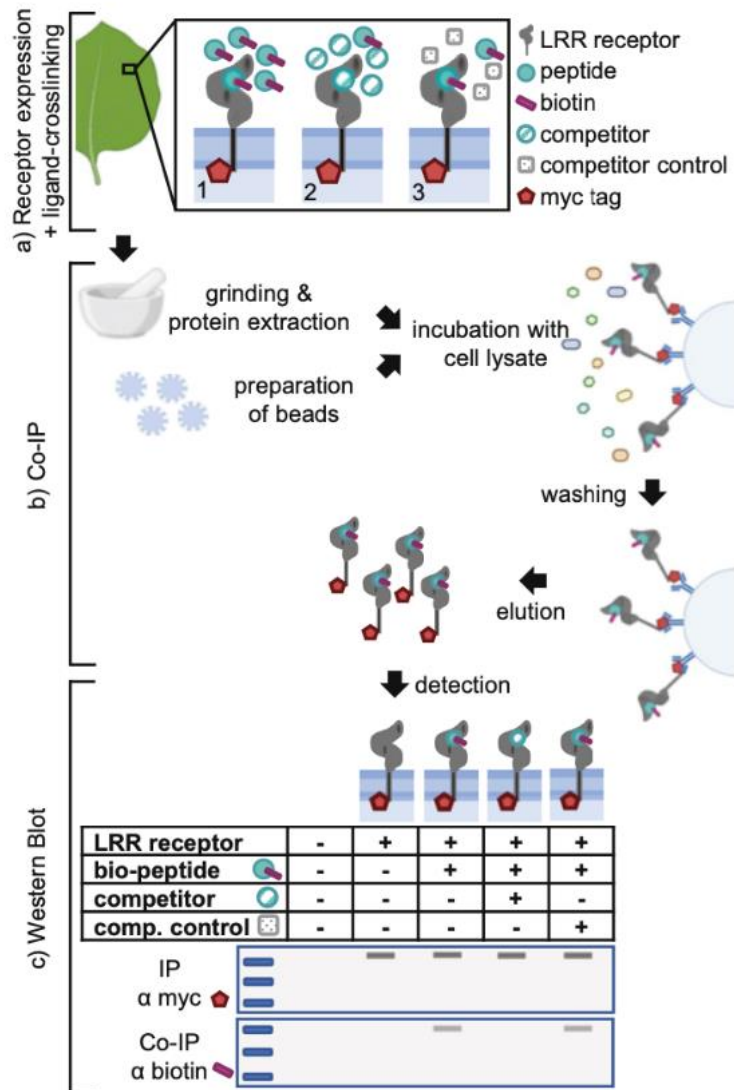 a) Receptor expression
+ ligand-crosslinking
1
2
3
LRR receptor
peptide
biotin
competitor
competitor control
myc tag
b) Co-IP
grinding &
protein extraction
preparation
of beads
incubation with
cell lysate
washing
elution
detection
c) Western Blot
LRR receptor - + + + +
bio-peptide - - + + +
competitor - - - + -
comp. control - - - - +
IP
α myc
Co-IP
α biotin